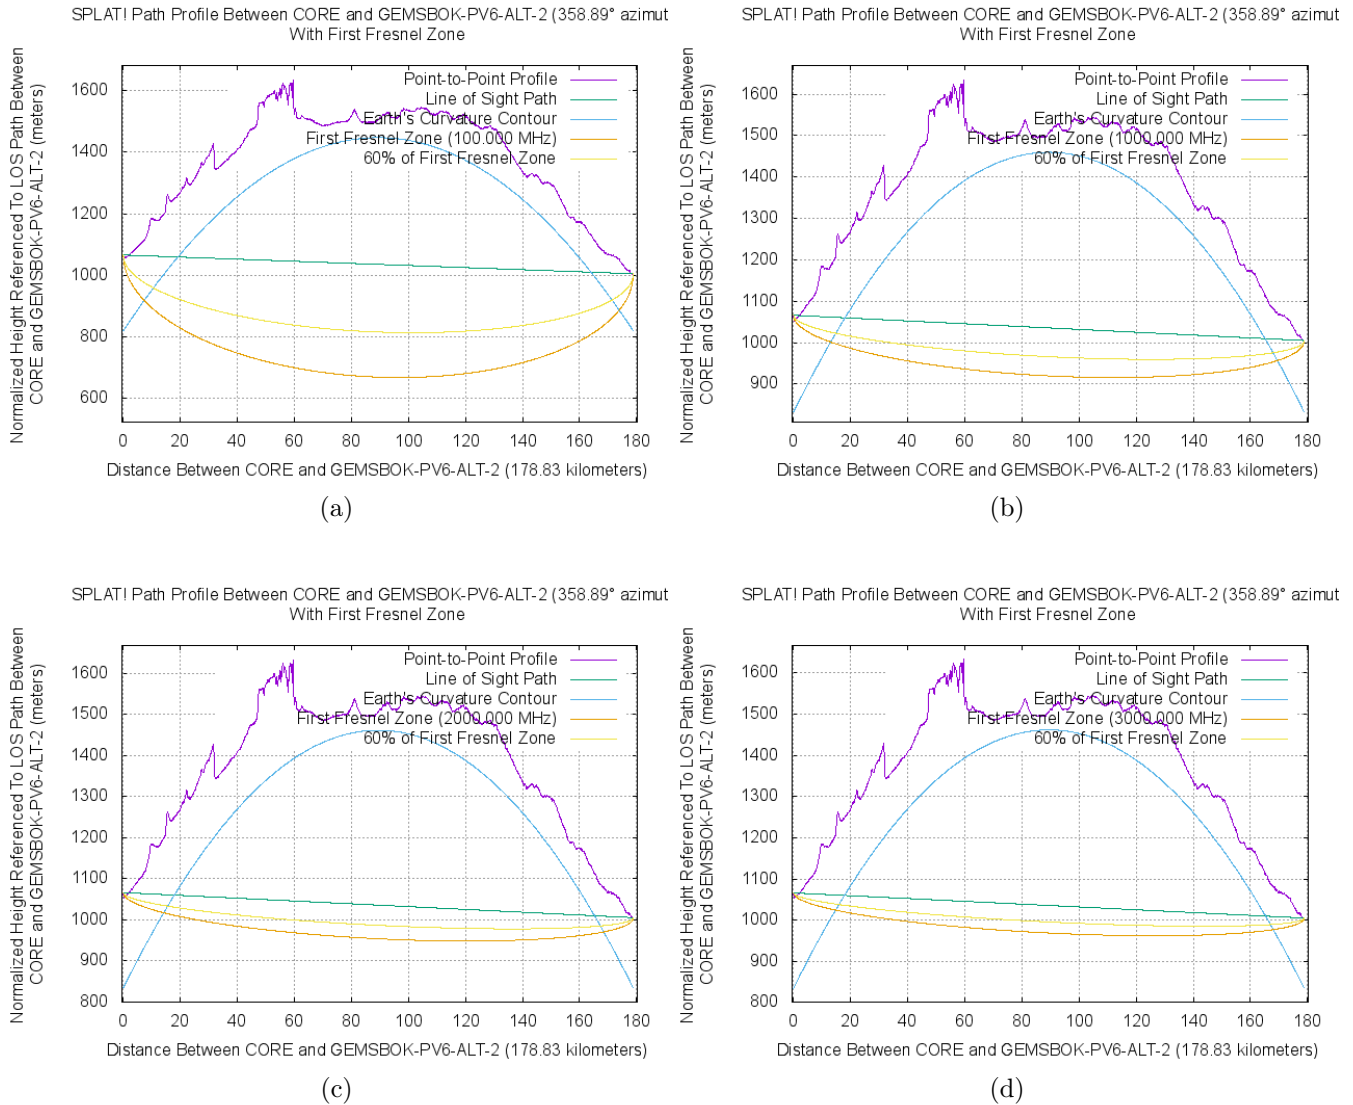 SPLAT! Path Profile Between CORE and GEMSBOK-PV6-ALT-2 (358.89° azimut
With First Fresnel Zone
Normalized Height Referenced To LOS Path Between
CORE and GEMSBOK-PV6-ALT-2 (meters)
1600
1400
1200
1000
800
600
Point-to-Point Profile
Line of Sight Path
Earth's Curvature Contour
First Fresnel Zone (100.000 MHz)
60% of First Fresnel Zone
0 20 40 60 80 100 120 140 160 180
Distance Between CORE and GEMSBOK-PV6-ALT-2 (178.83 kilometers)
(a)
SPLAT! Path Profile Between CORE and GEMSBOK-PV6-ALT-2 (358.89° azimut
With First Fresnel Zone
Normalized Height Referenced To LOS Path Between
CORE and GEMSBOK-PV6-ALT-2 (meters)
1600
1500
1400
1300
1200
1100
1000
900
Point-to-Point Profile
Line of Sight Path
Earth's Curvature Contour
First Fresnel Zone (1000.000 MHz)
60% of First Fresnel Zone
0 20 40 60 80 100 120 140 160 180
Distance Between CORE and GEMSBOK-PV6-ALT-2 (178.83 kilometers)
(b)
SPLAT! Path Profile Between CORE and GEMSBOK-PV6-ALT-2 (358.89° azimut
With First Fresnel Zone
Normalized Height Referenced To LOS Path Between
CORE and GEMSBOK-PV6-ALT-2 (meters)
1600
1500
1400
1300
1200
1100
1000
900
800
Point-to-Point Profile
Line of Sight Path
Earth's Curvature Contour
First Fresnel Zone (2000.000 MHz)
60% of First Fresnel Zone
0 20 40 60 80 100 120 140 160 180
Distance Between CORE and GEMSBOK-PV6-ALT-2 (178.83 kilometers)
(c)
SPLAT! Path Profile Between CORE and GEMSBOK-PV6-ALT-2 (358.89° azimut
With First Fresnel Zone
Normalized Height Referenced To LOS Path Between
CORE and GEMSBOK-PV6-ALT-2 (meters)
1600
1500
1400
1300
1200
1100
1000
900
800
Point-to-Point Profile
Line of Sight Path
Earth's Curvature Contour
First Fresnel Zone (3000.000 MHz)
60% of First Fresnel Zone
0 20 40 60 80 100 120 140 160 180
Distance Between CORE and GEMSBOK-PV6-ALT-2 (178.83 kilometers)
(d)